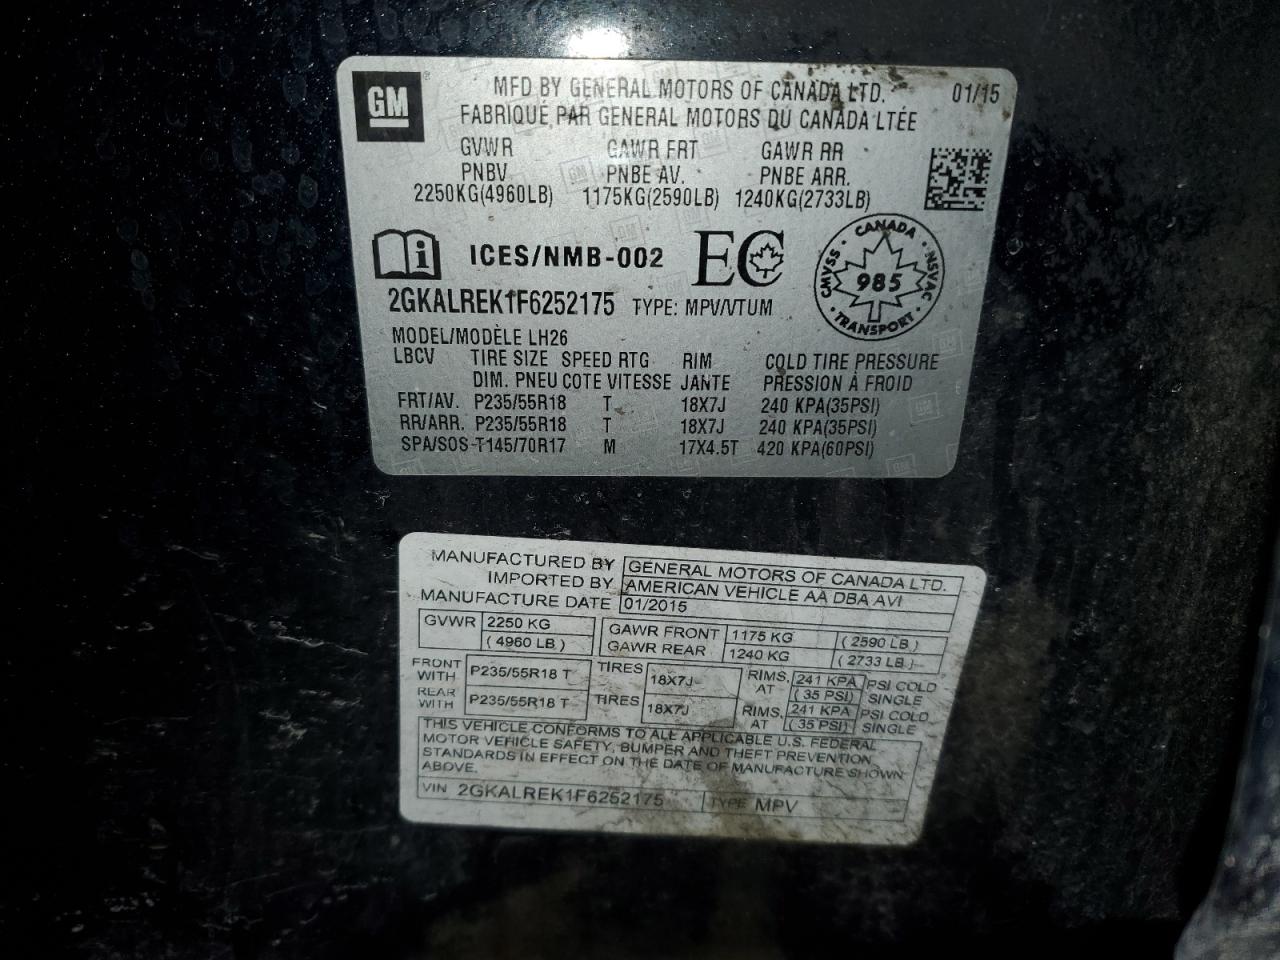 GM
MFD BY GENERAL MOTORS OF CANADA LTD. 01/15
FABRIQUÉ PAR GENERAL MOTORS DU CANADA LTÉE
GVWR GAWR FRT GAWR RR
PNBV PNBE AV. PNBE ARR.
2250KG(4960LB) 1175KG(2590LB) 1240KG(2733LB)
i ICES/NMB-002 EC
CANADA CMVSS NSVAC 985 TRANSPORT
2GKALREK1F6252175 TYPE: MPV/VTUM
MODEL/MODÈLE LH26
LBCV TIRE SIZE SPEED RTG RIM COLD TIRE PRESSURE
DIM. PNEU COTE VITESSE JANTE PRESSION À FROID
FRT/AV. P235/55R18 T 18X7J 240 KPA(35PSI)
RR/ARR. P235/55R18 T 18X7J 240 KPA(35PSI)
SPA/SOS T145/70R17 M 17X4.5T 420 KPA(60PSI)
MANUFACTURED BY GENERAL MOTORS OF CANADA LTD.
IMPORTED BY AMERICAN VEHICLE AA DBA AVI
MANUFACTURE DATE 01/2015
GVWR 2250 KG GAWR FRONT 1175 KG (2590 LB)
(4960 LB) GAWR REAR 1240 KG (2733 LB)
FRONT WITH P235/55R18 T TIRES 18X7J RIMS, AT 241 KPA (35 PSI) PSI COLD SINGLE
REAR WITH P235/55R18 T TIRES 18X7J RIMS, AT 241 KPA (35 PSI) PSI COLD SINGLE
THIS VEHICLE CONFORMS TO ALL APPLICABLE U.S. FEDERAL
MOTOR VEHICLE SAFETY, BUMPER AND THEFT PREVENTION
STANDARDS IN EFFECT ON THE DATE OF MANUFACTURE SHOWN
ABOVE.
VIN 2GKALREK1F6252175 TYPE MPV